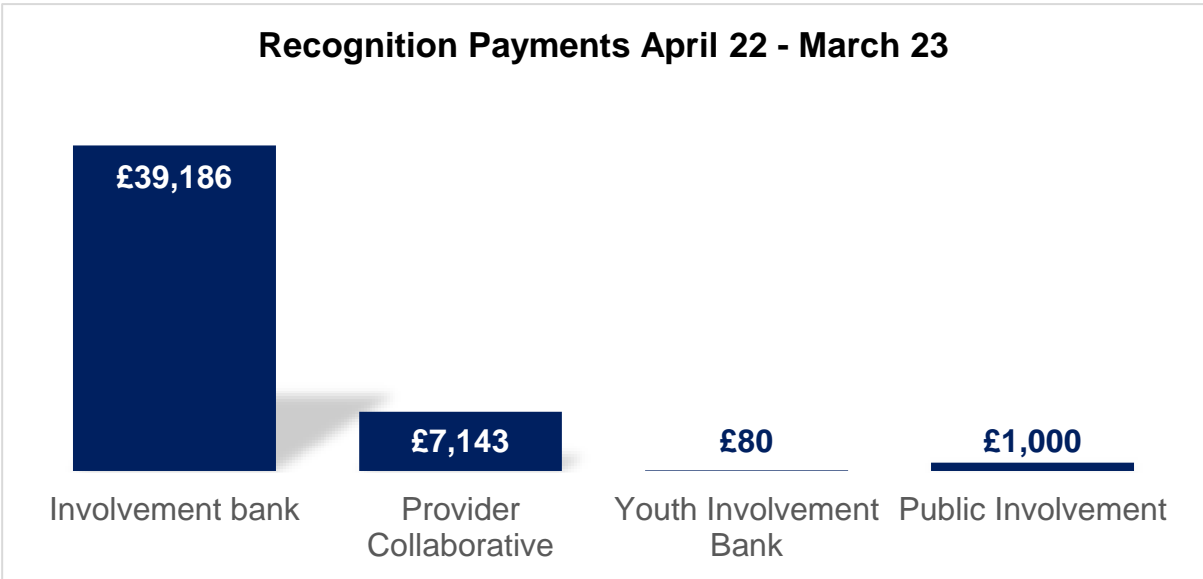 Recognition Payments April 22 - March 23
£39,186
£7,143
£80
£1,000
Involvement bank
Provider
Collaborative
Youth Involvement
Bank
Public Involvement